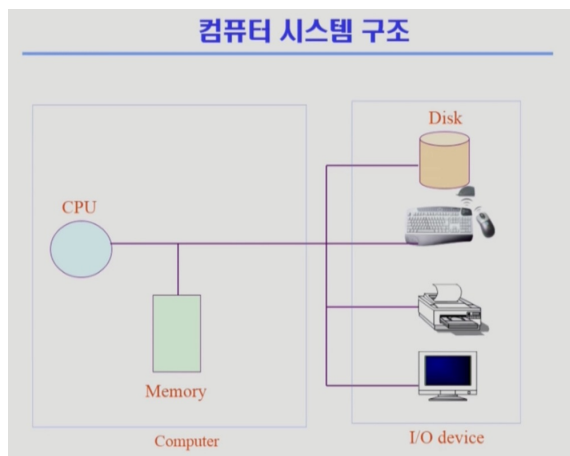 컴퓨터 시스템 구조
Disk
CPU
Memory
Computer
I/O device